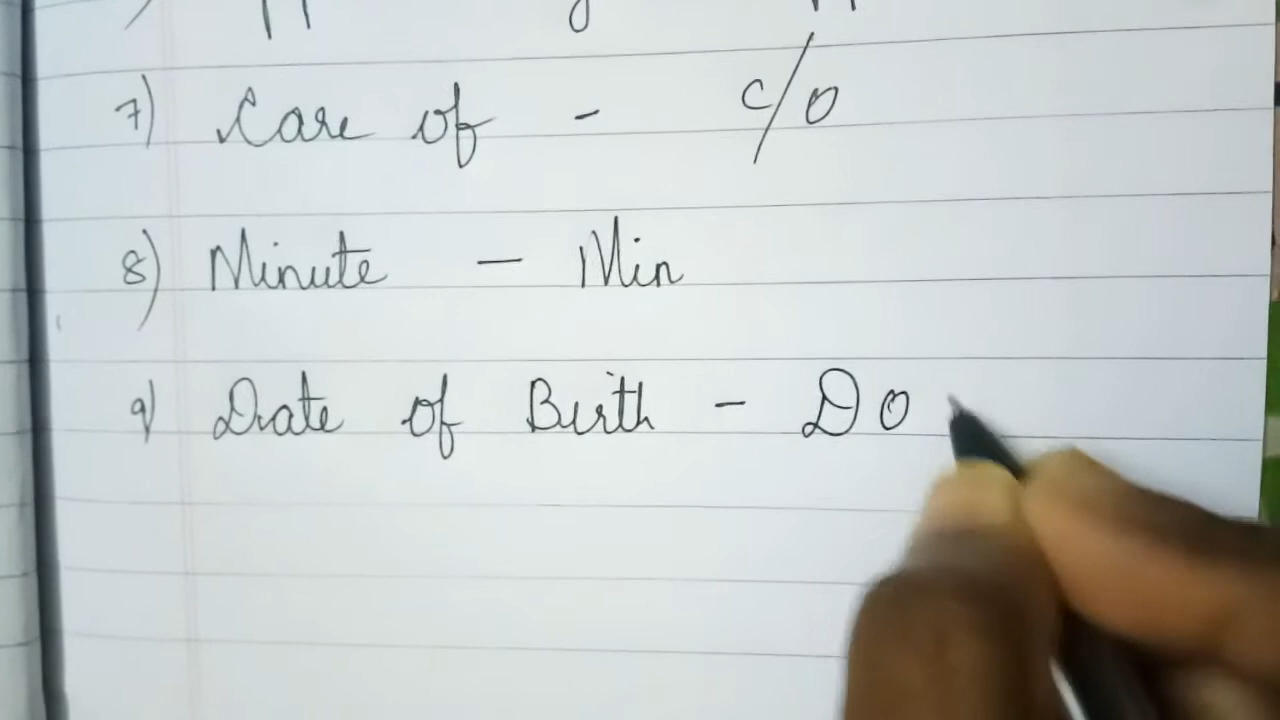 7) Care of - c/o
8) Minute - Min
9) Date of Birth - Do